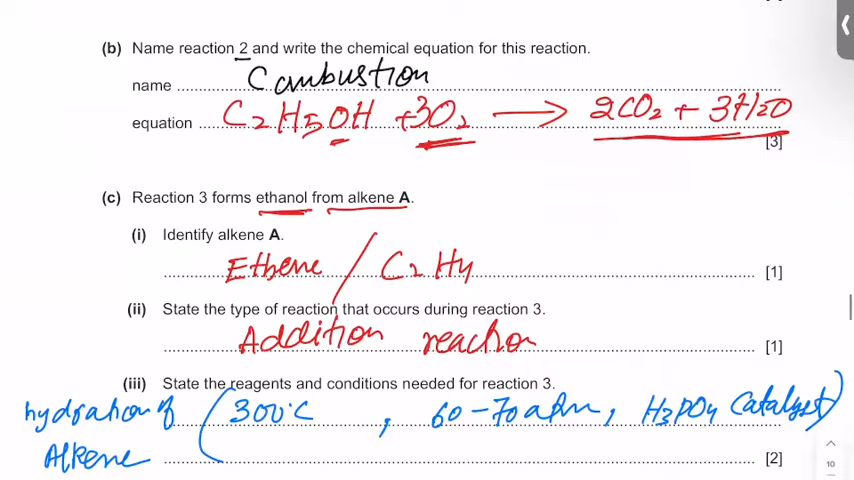 (b) Name reaction 2 and write the chemical equation for this reaction.
name Combustion
equation C2H5OH + 3O2 → 2CO2 + 3H2O
[3]
(c) Reaction 3 forms ethanol from alkene A.
(i) Identify alkene A.
Ethene / C2H4 [1]
(ii) State the type of reaction that occurs during reaction 3.
Addition reaction [1]
(iii) State the reagents and conditions needed for reaction 3.
hydration of (300°C, 60-70 atm, H3PO4 Catalyst)
Alkene [2]
10